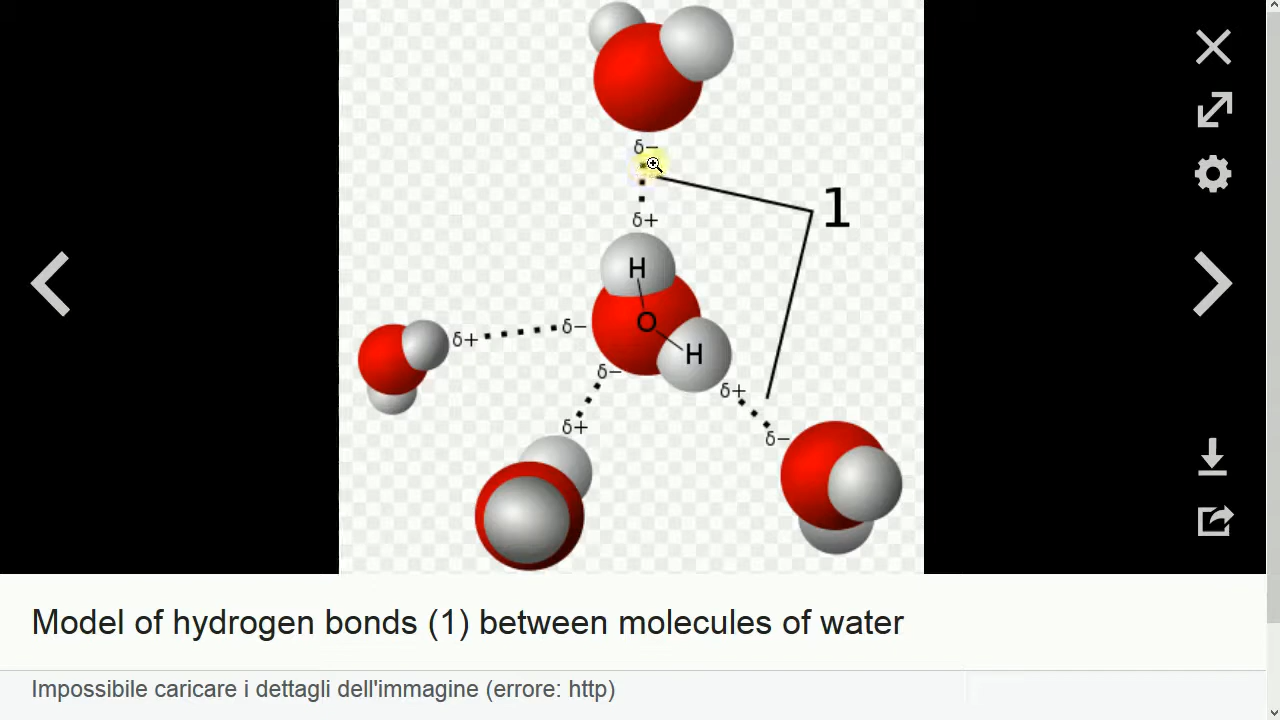 δ−
1
δ+
H
O
δ+
δ−
H
δ−
δ+
δ+
δ−
Model of hydrogen bonds (1) between molecules of water
Impossibile caricare i dettagli dell'immagine (errore: http)